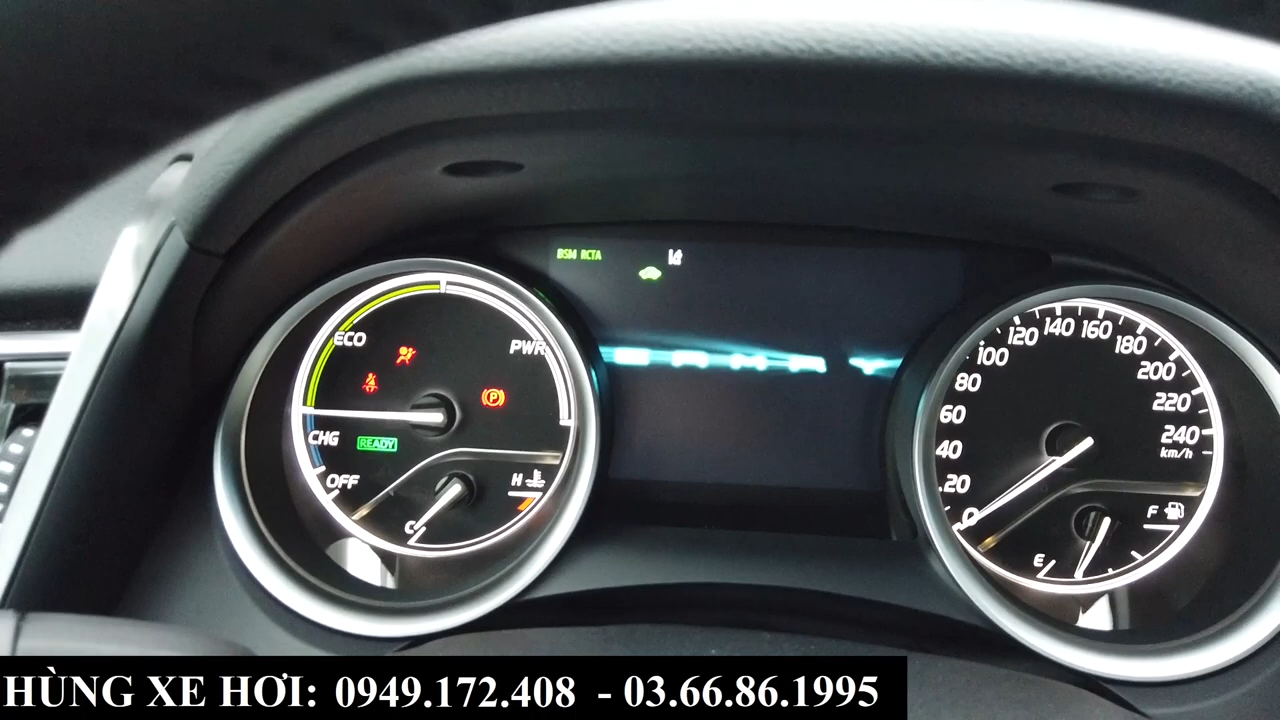 BSM RCTA
ECO
PWR
CHG
READY
OFF
H
C
P
0
20
40
60
80
100
120
140
160
180
200
220
240
km/h
F
E
HÙNG XE HƠI: 0949.172.408 - 03.66.86.1995